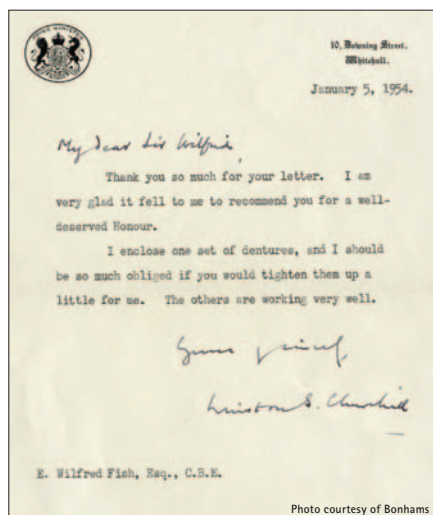 10, Downing Street,
Whitehall.
January 5, 1954.
My dear Sir Wilfrid,
Thank you so much for your letter. I am
very glad it fell to me to recommend you for a well-
deserved Honour.
I enclose one set of dentures, and I should
be so much obliged if you would tighten them up a
little for me. The others are working very well.
Winston S. Churchill
E. Wilfred Fish, Esq., C.B.E.
Photo courtesy of Bonhams